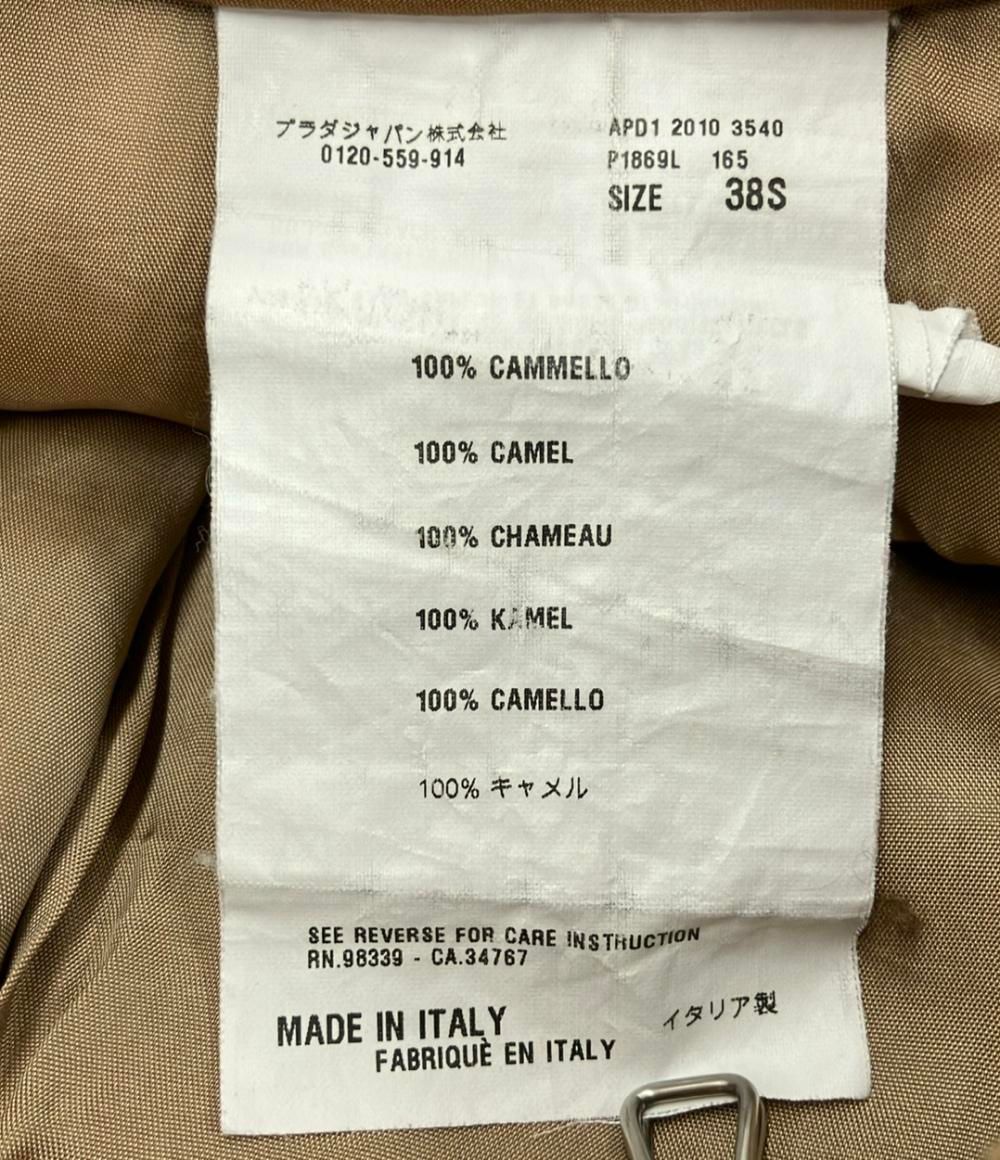 プラダジャパン株式会社
0120-559-914
APD1 2010 3540
P1869L 165
SIZE 38S
100% CAMMELLO
100% CAMEL
100% CHAMEAU
100% KAMEL
100% CAMELLO
100% キャメル
SEE REVERSE FOR CARE INSTRUCTION
RN.98339 - CA.34767
MADE IN ITALY
FABRIQUÈ EN ITALY
イタリア製